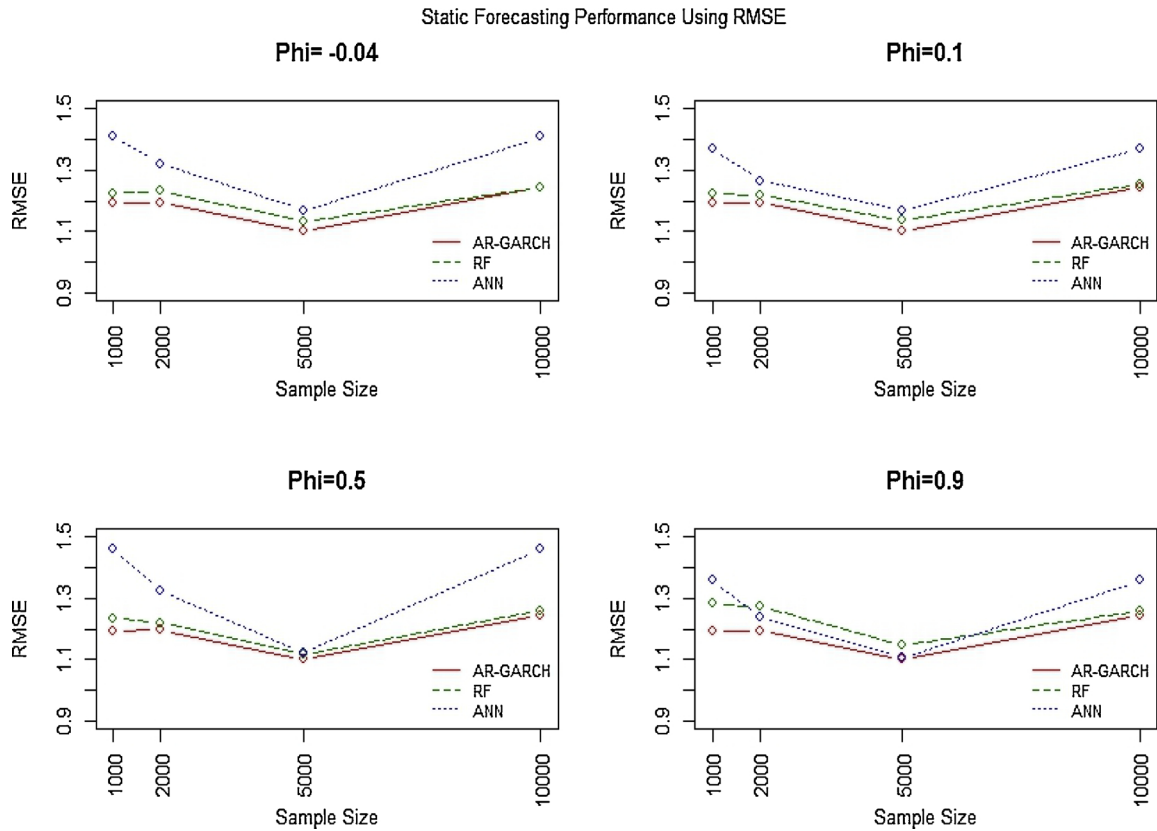 Static Forecasting Performance Using RMSE
Phi= -0.04
RMSE
1.5
1.3
1.1
0.9
AR-GARCH
RF
ANN
1000
2000
5000
10000
Sample Size
Phi=0.1
RMSE
1.5
1.3
1.1
0.9
AR-GARCH
RF
ANN
1000
2000
5000
10000
Sample Size
Phi=0.5
RMSE
1.5
1.3
1.1
0.9
AR-GARCH
RF
ANN
1000
2000
5000
10000
Sample Size
Phi=0.9
RMSE
1.5
1.3
1.1
0.9
AR-GARCH
RF
ANN
1000
2000
5000
10000
Sample Size